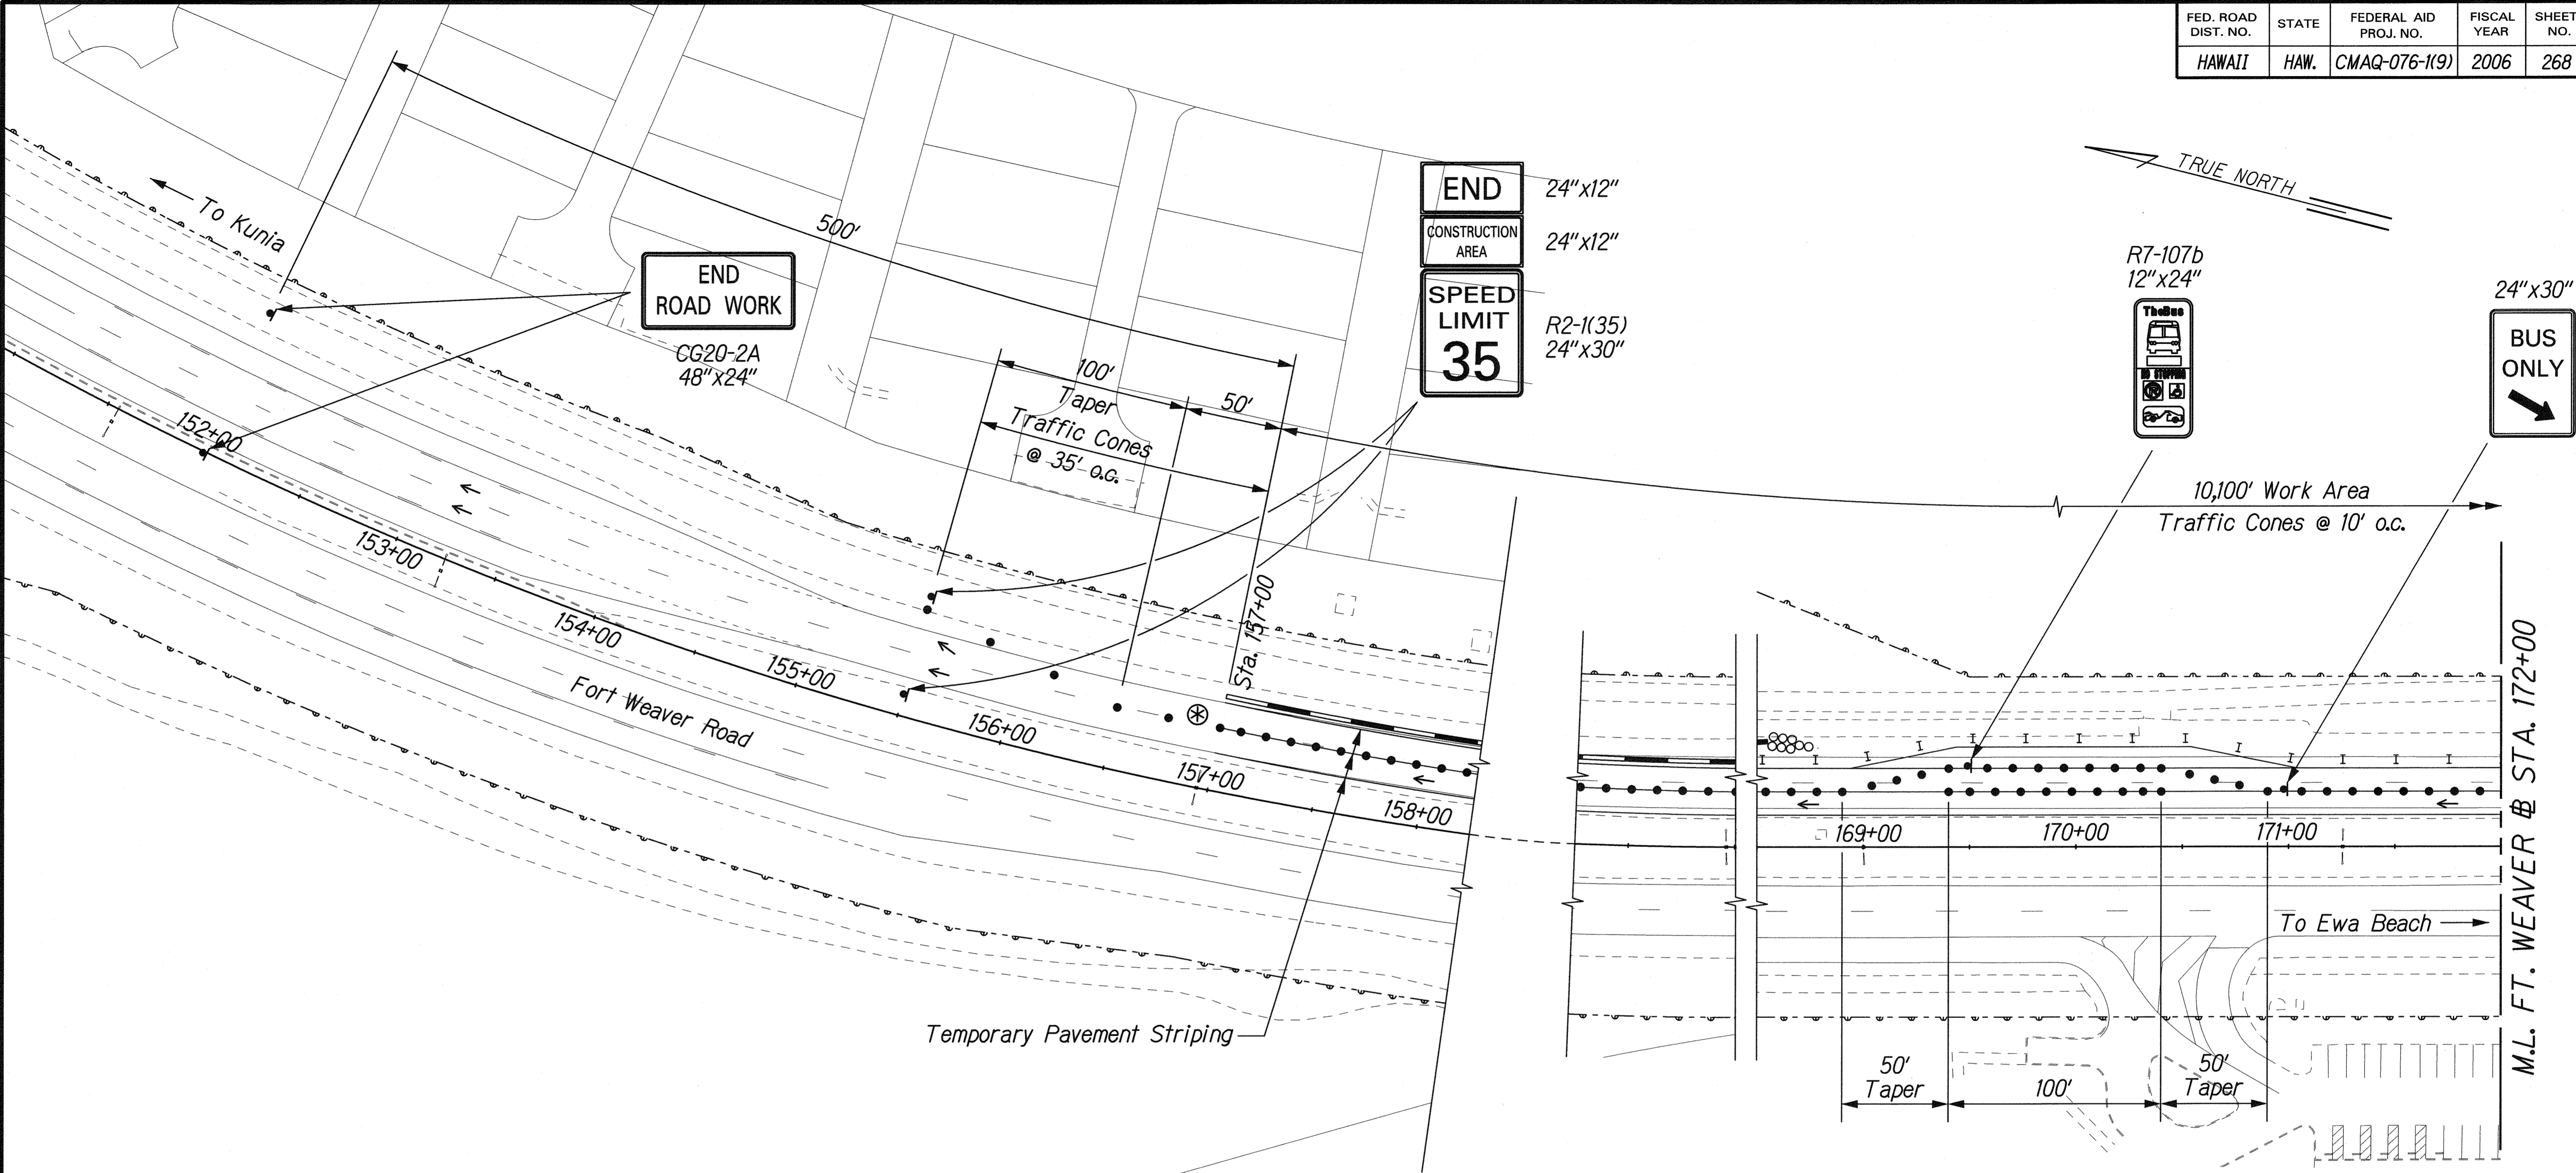 FED. ROAD DIST. NO.
STATE
FEDERAL AID PROJ. NO.
FISCAL YEAR
SHEET NO.
HAWAII
HAW.
CMAQ-076-1(9)
2006
268
TRUE NORTH
To Kunia
500'
END
ROAD WORK
CG20-2A
48"x24"
END
24"x12"
CONSTRUCTION
AREA
24"x12"
SPEED
LIMIT
35
R2-1(35)
24"x30"
R7-107b
12"x24"
TheBus
NO STOPPING
24"x30"
BUS
ONLY
100'
Taper
50'
Traffic Cones
@ 35' o.c.
10,100' Work Area
Traffic Cones @ 10' o.c.
Sta. 157+00
152+00
153+00
154+00
155+00
156+00
157+00
158+00
169+00
170+00
171+00
Fort Weaver Road
Temporary Pavement Striping
To Ewa Beach
50'
Taper
100'
50'
Taper
M.L. FT. WEAVER ⅊ STA. 172+00